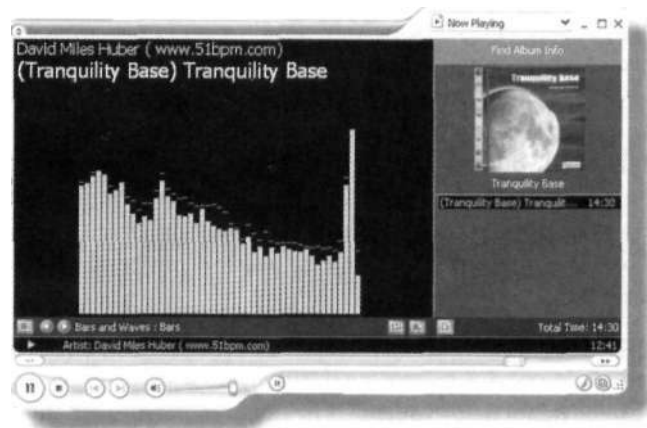 Now Playing
David Miles Huber ( www.51bpm.com)
(Tranquility Base) Tranquility Base
Find Album Info
Tranquility Base
Tranquility Base
(Tranquility Base) Tranquilit... 14:30
Bars and Waves : Bars
Total Time: 14:30
Artist: David Miles Huber ( www.51bpm.com)
12:41